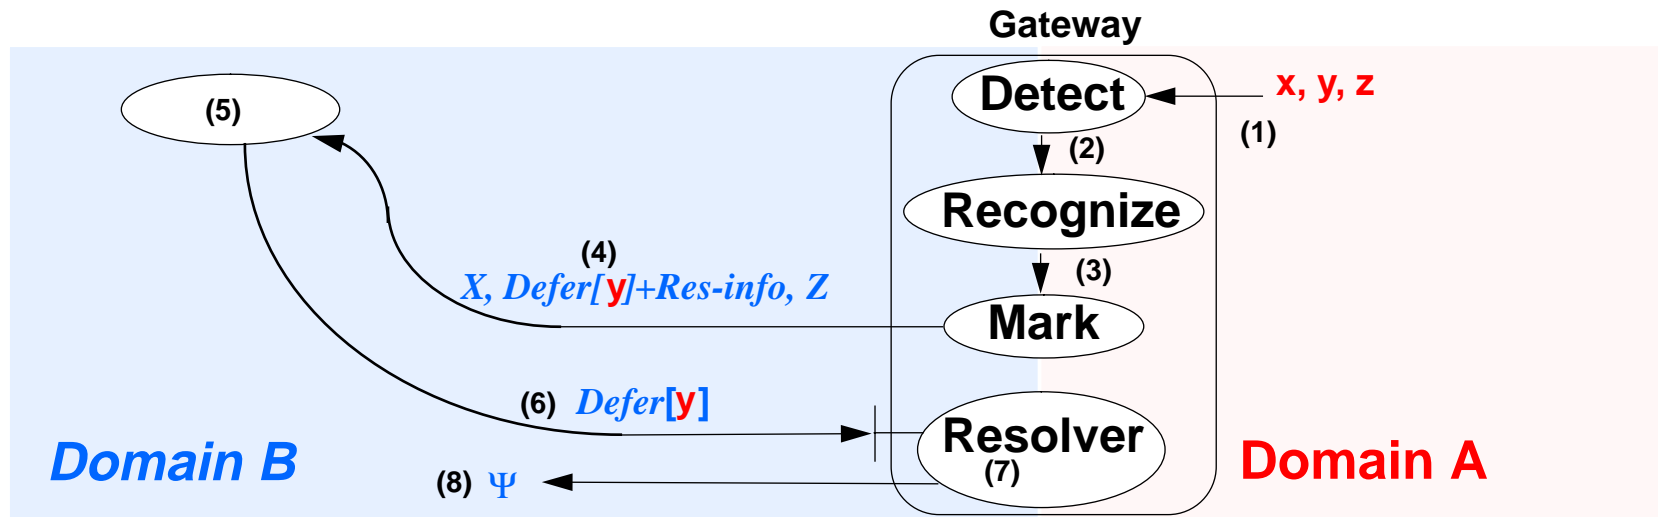 Gateway
Detect
x, y, z
(1)
(5)
(2)
Recognize
(4)
(3)
X, Defer[y]+Res-info, Z
Mark
(6) Defer[y]
Resolver
(7)
Domain B
Domain A
(8) Ψ